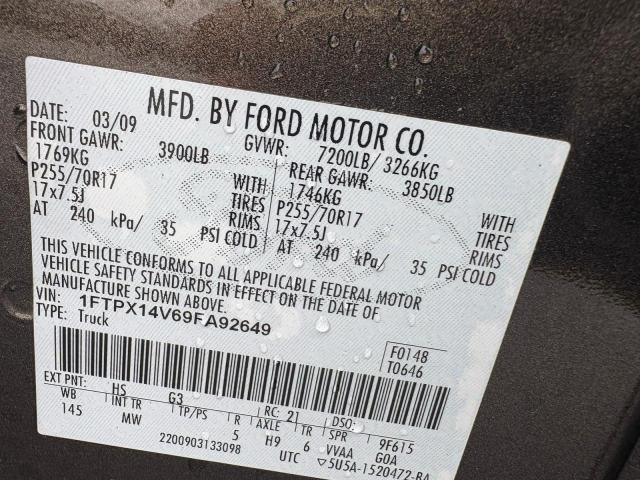 MFD. BY FORD MOTOR CO.
DATE: 03/09 GVWR: 7200LB/ 3266KG
FRONT GAWR: 3900LB REAR GAWR: 3850LB
1769KG WITH 1746KG WITH
P255/70R17 TIRES P255/70R17 TIRES
17x7.5J RIMS 17x7.5J RIMS
AT 240 kPa/ 35 PSI COLD AT 240 kPa/ 35 PSI COLD
THIS VEHICLE CONFORMS TO ALL APPLICABLE FEDERAL MOTOR
VEHICLE SAFETY STANDARDS IN EFFECT ON THE DATE OF
MANUFACTURE SHOWN ABOVE.
VIN: 1FTPX14V69FA92649
TYPE: Truck
F0148
T0646
EXT PNT: HS G3 RC: 21 DSO:
WB INT TR TP/PS R AXLE TR SPR 9F615
145 MW 5 H9 6 VVAA G0A
2200903133098 UTC ▽5U5A-1520472-BA